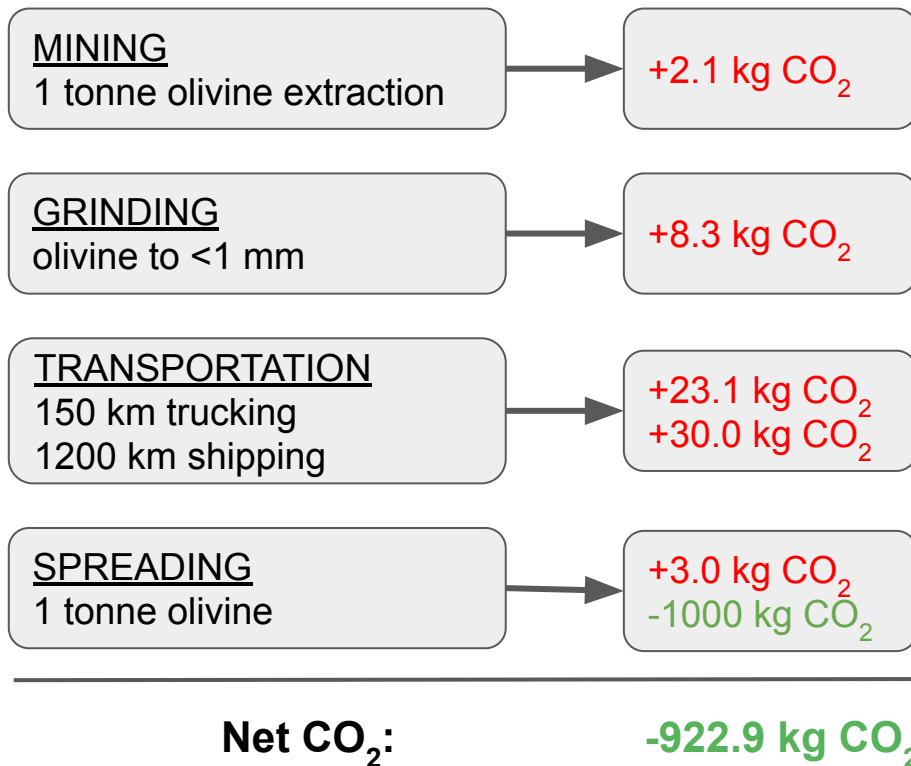 MINING
1 tonne olivine extraction
+2.1 kg CO₂
GRINDING
olivine to <1 mm
+8.3 kg CO₂
TRANSPORTATION
150 km trucking
1200 km shipping
+23.1 kg CO₂
+30.0 kg CO₂
SPREADING
1 tonne olivine
+3.0 kg CO₂
-1000 kg CO₂
Net CO₂: -922.9 kg CO₂